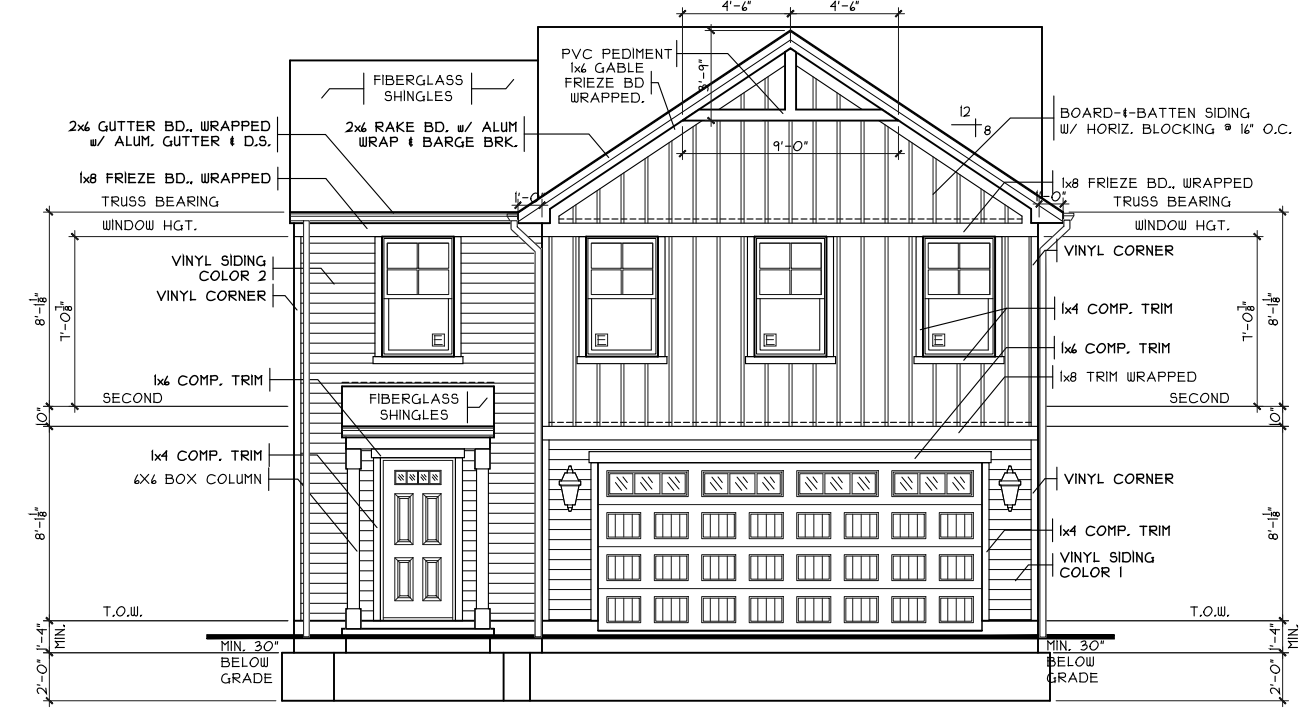 4'-6"
4'-6"
PVC PEDIMENT
1x6 GABLE
FRIEZE BD
WRAPPED.
3'-9"
FIBERGLASS
SHINGLES
2x6 GUTTER BD., WRAPPED
w/ ALUM. GUTTER & D.S.
2x6 RAKE BD. w/ ALUM
WRAP & BARGE BRK.
12
8
BOARD-&-BATTEN SIDING
W/ HORIZ. BLOCKING @ 16" O.C.
9'-0"
1x8 FRIEZE BD., WRAPPED
1x8 FRIEZE BD., WRAPPED
1'-0"
1'-0"
TRUSS BEARING
TRUSS BEARING
WINDOW HGT.
WINDOW HGT.
VINYL SIDING
COLOR 2
VINYL CORNER
VINYL CORNER
8'-1 1/8"
7'-0 1/8"
7'-0 1/8"
8'-1 1/8"
E
E
E
E
1x4 COMP. TRIM
1x6 COMP. TRIM
1x8 TRIM WRAPPED
1x6 COMP. TRIM
SECOND
SECOND
FIBERGLASS
SHINGLES
10"
10"
1x4 COMP. TRIM
6X6 BOX COLUMN
VINYL CORNER
8'-1 1/8"
8'-1 1/8"
1x4 COMP. TRIM
VINYL SIDING
COLOR 1
T.O.W.
T.O.W.
1'-4"
MIN.
1'-4"
MIN.
MIN. 30"
BELOW
GRADE
MIN. 30"
BELOW
GRADE
2'-0"
2'-0"